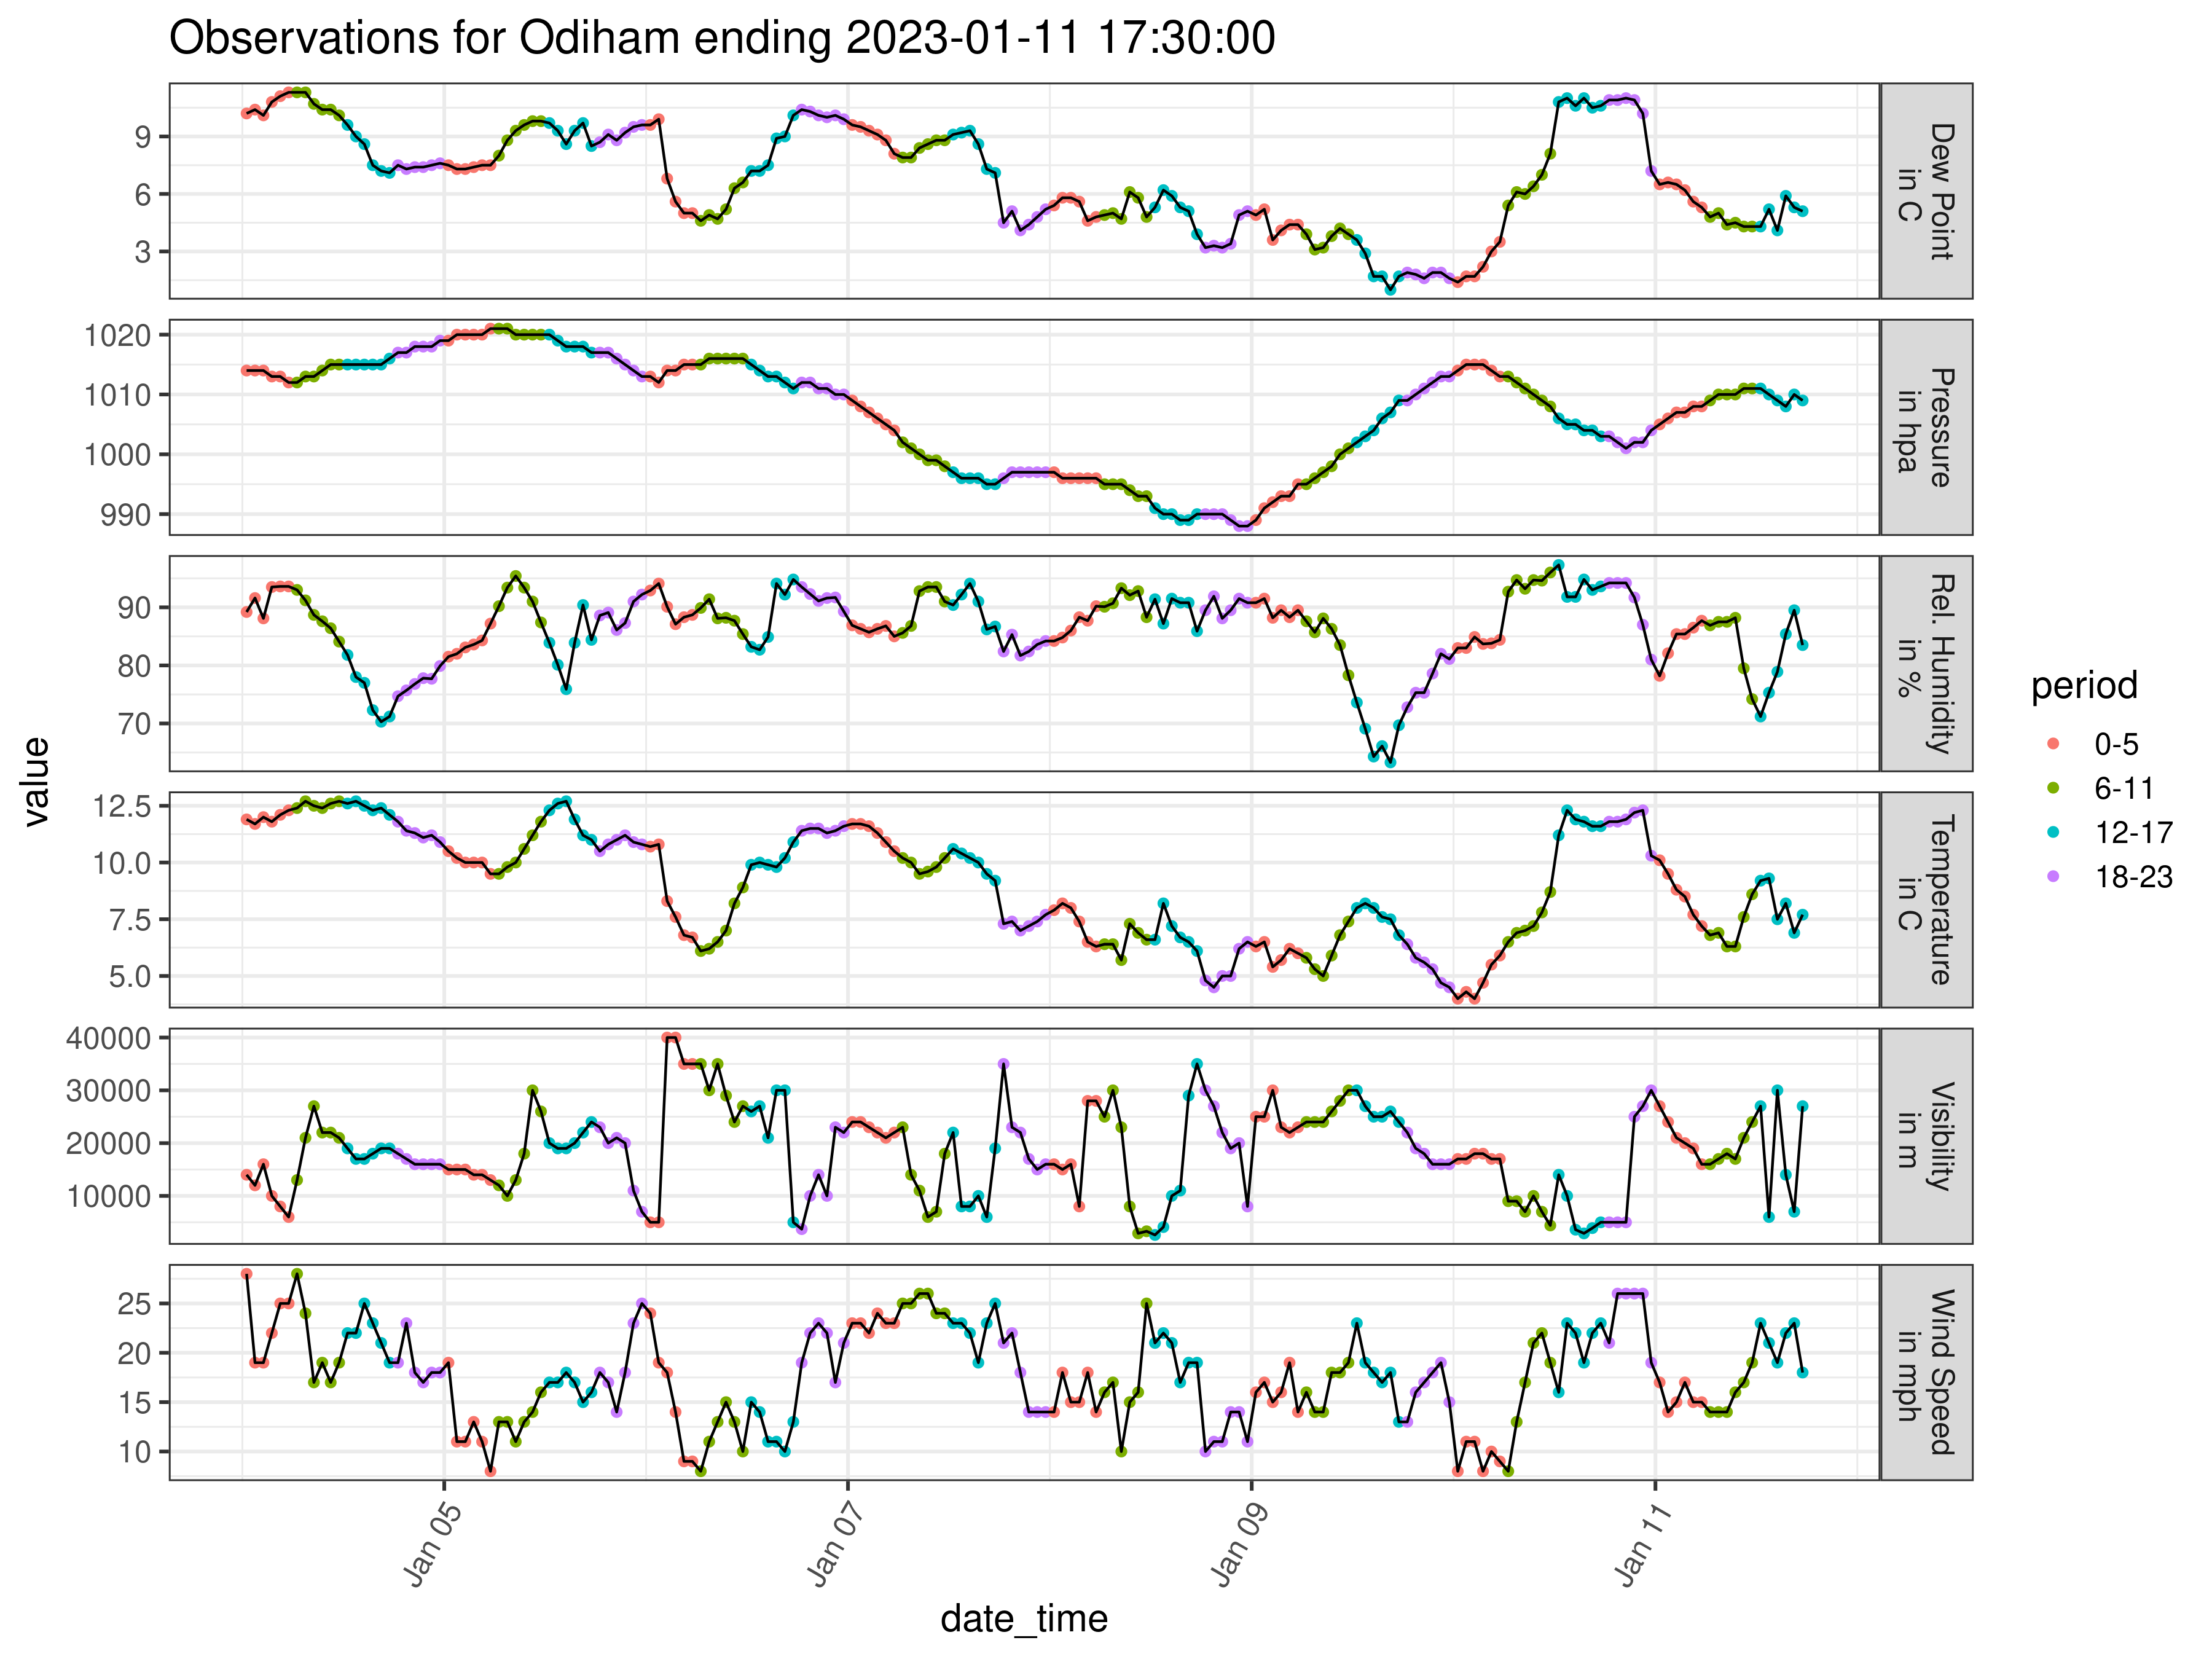 Observations for Odiham ending 2023-01-11 17:30:00
value
9
6
3
Dew Point
in C
1020
1010
1000
990
Pressure
in hpa
90
80
70
Rel. Humidity
in %
12.5
10.0
7.5
5.0
Temperature
in C
40000
30000
20000
10000
Visibility
in m
25
20
15
10
Wind Speed
in mph
Jan 05
Jan 07
Jan 09
Jan 11
date_time
period
0-5
6-11
12-17
18-23